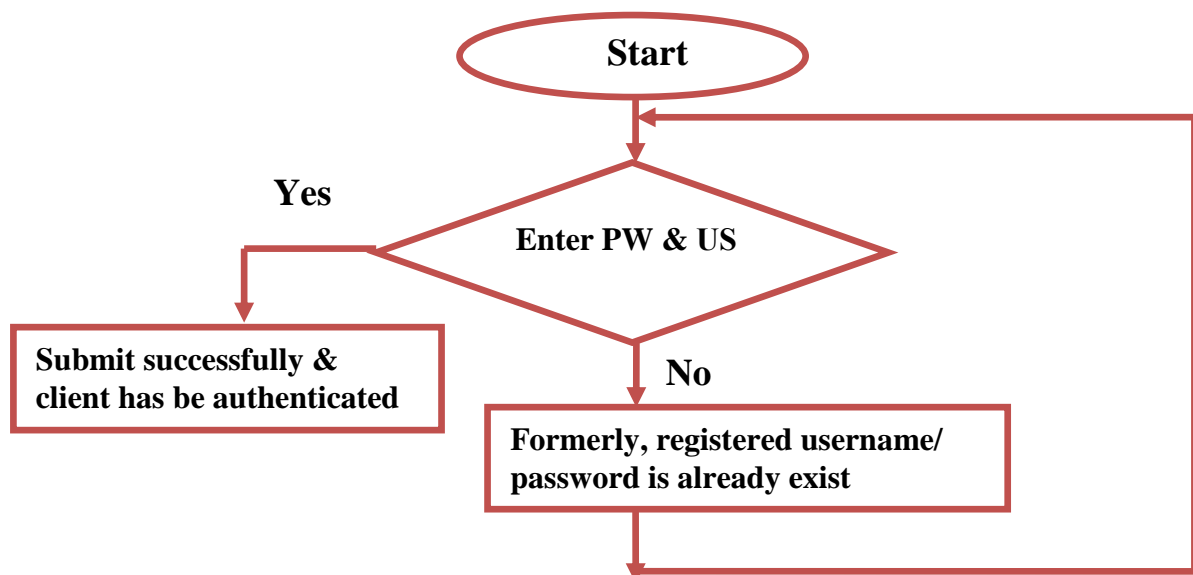 Start
Yes
Enter PW & US
Submit successfully &
client has be authenticated
No
Formerly, registered username/
password is already exist